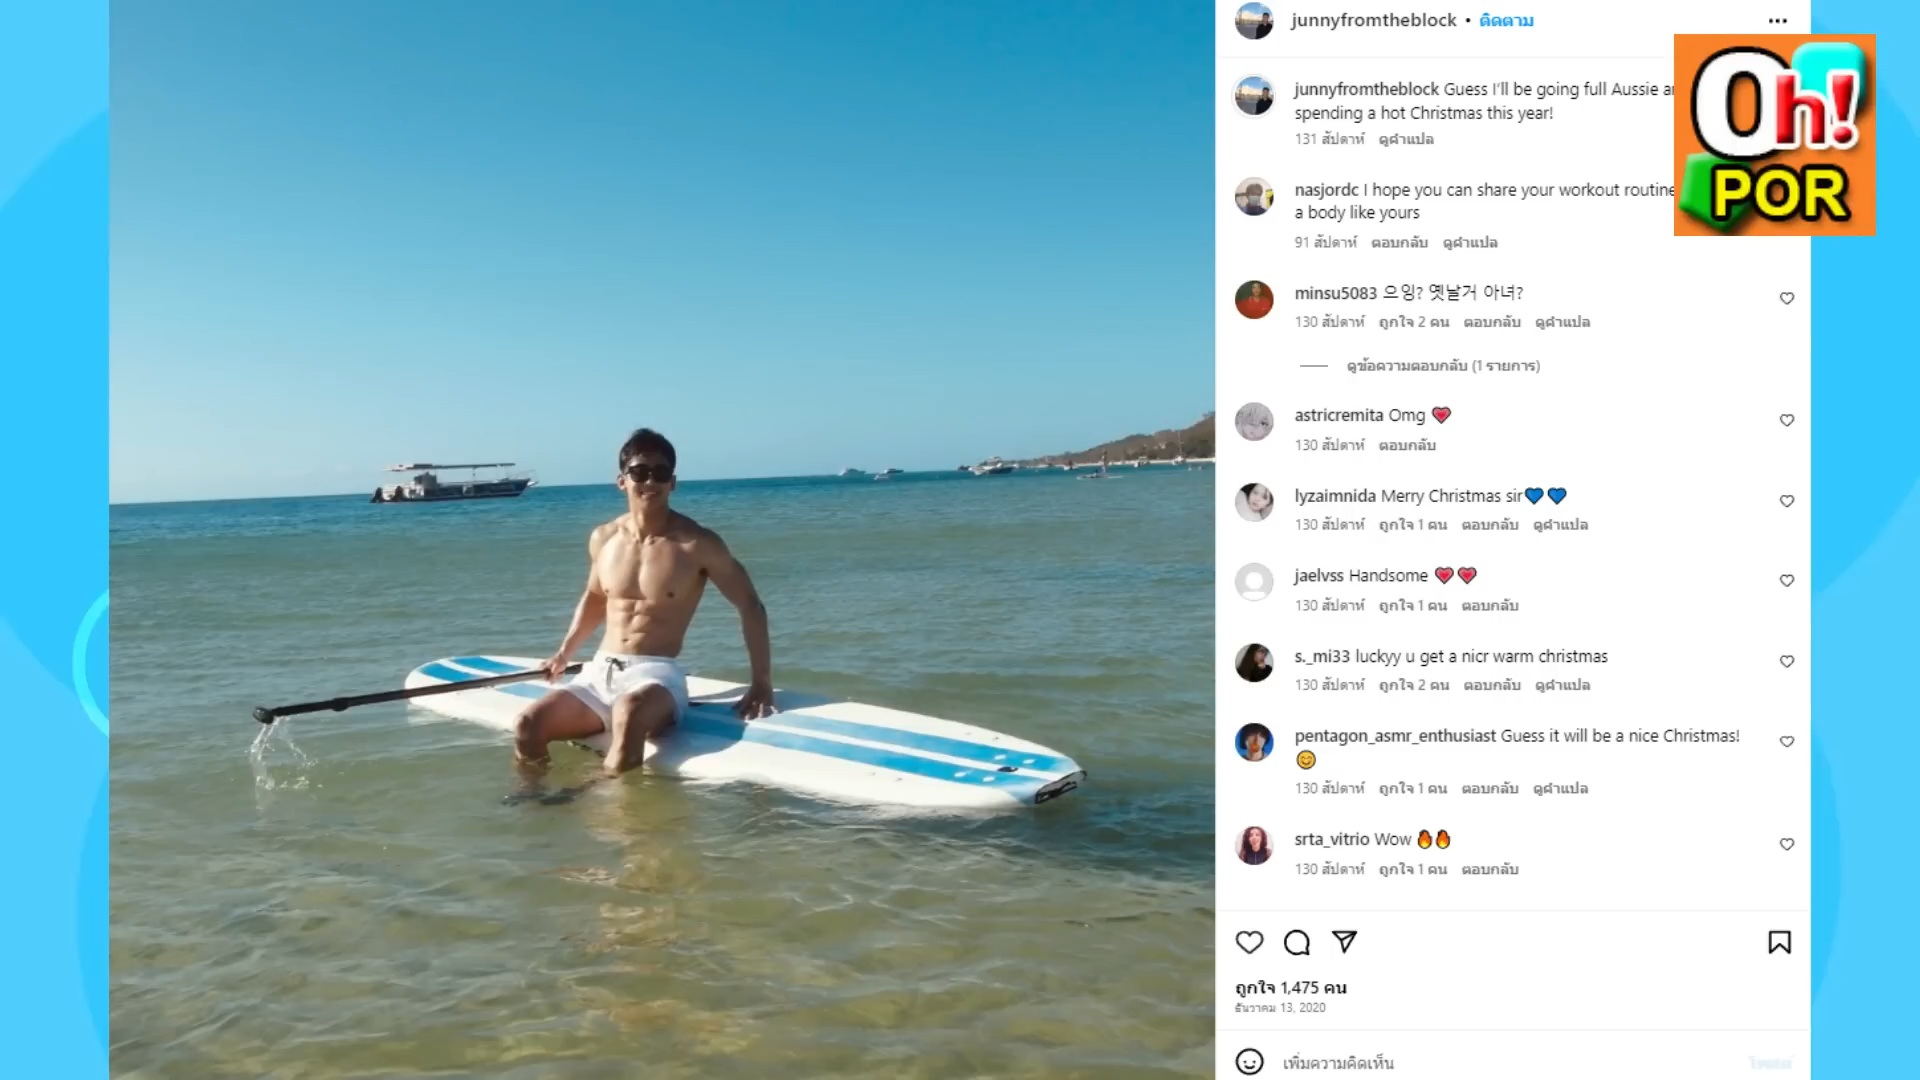 junnyfromtheblock • ติดตาม
junnyfromtheblock Guess I'll be going full Aussie
spending a hot Christmas this year!
131 สัปดาห์ ดูคำแปล
nasjordc I hope you can share your workout routine
a body like yours
91 สัปดาห์ ตอบกลับ ดูคำแปล
Oh!
POR
minsu5083 으잉? 옛날거 아녀?
130 สัปดาห์ ถูกใจ 2 คน ตอบกลับ ดูคำแปล
ดูข้อความตอบกลับ (1 รายการ)
astricremita Omg 💗
130 สัปดาห์ ตอบกลับ
lyzaimnida Merry Christmas sir💙💙
130 สัปดาห์ ถูกใจ 1 คน ตอบกลับ ดูคำแปล
jaelvss Handsome 💗💗
130 สัปดาห์ ถูกใจ 1 คน ตอบกลับ
s._mi33 luckyy u get a nicr warm christmas
130 สัปดาห์ ถูกใจ 2 คน ตอบกลับ ดูคำแปล
pentagon_asmr_enthusiast Guess it will be a nice Christmas!
😊
130 สัปดาห์ ถูกใจ 1 คน ตอบกลับ ดูคำแปล
srta_vitrio Wow 🔥🔥
130 สัปดาห์ ถูกใจ 1 คน ตอบกลับ
ถูกใจ 1,475 คน
ธันวาคม 13, 2020
เพิ่มความคิดเห็น